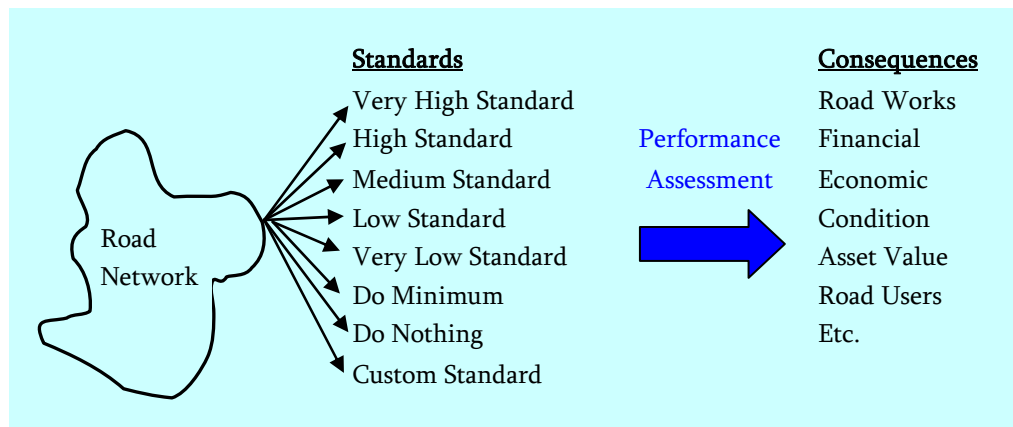 Standards
Very High Standard
High Standard
Medium Standard
Low Standard
Very Low Standard
Do Minimum
Do Nothing
Custom Standard
Road
Network
Performance
Assessment
Consequences
Road Works
Financial
Economic
Condition
Asset Value
Road Users
Etc.